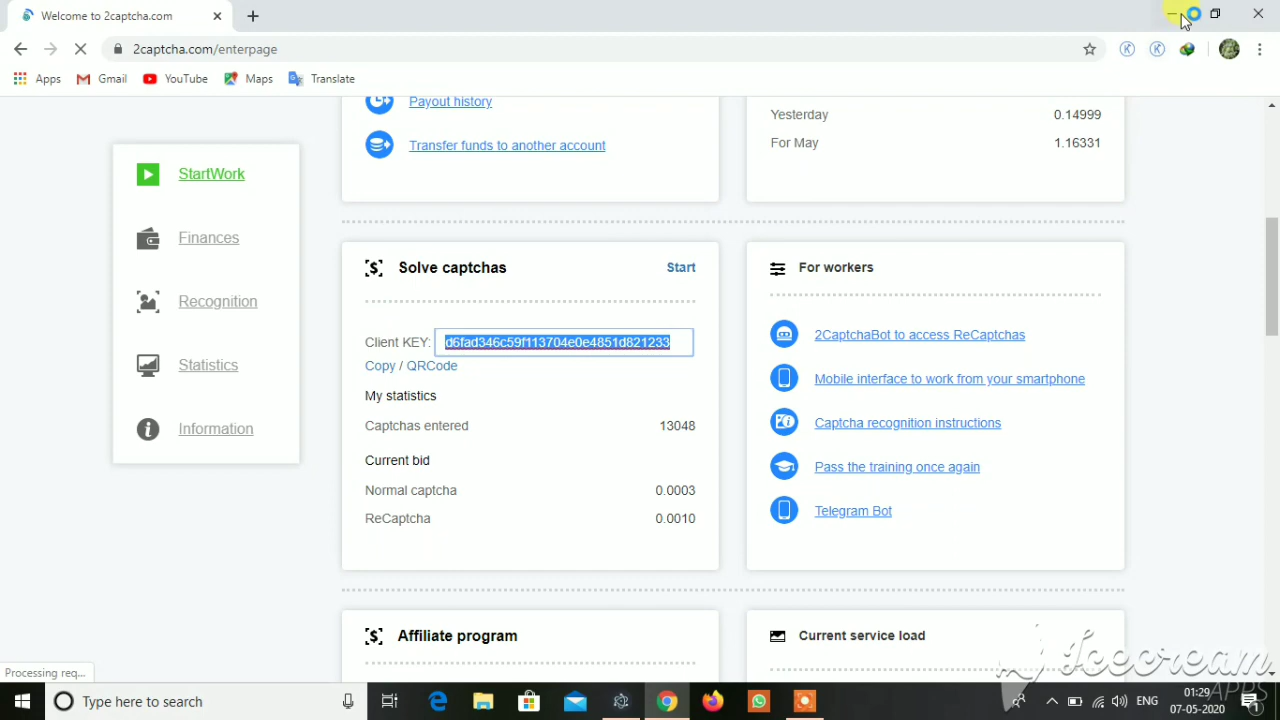 Welcome to 2captcha.com
2captcha.com/enterpage
Apps
Gmail
YouTube
Maps
Translate
Payout history
Transfer funds to another account
Yesterday 0.14999
For May 1.16331
StartWork
Finances
Recognition
Statistics
Information
Solve captchas Start
Client KEY: d6fad346c59f113704e0e4851d821233
Copy / QRCode
My statistics
Captchas entered 13048
Current bid
Normal captcha 0.0003
ReCaptcha 0.0010
For workers
2CaptchaBot to access ReCaptchas
Mobile interface to work from your smartphone
Captcha recognition instructions
Pass the training once again
Telegram Bot
Affiliate program
Current service load
Processing req...
Icecream
APPS
Type here to search
ENG
01:29
07-05-2020
1